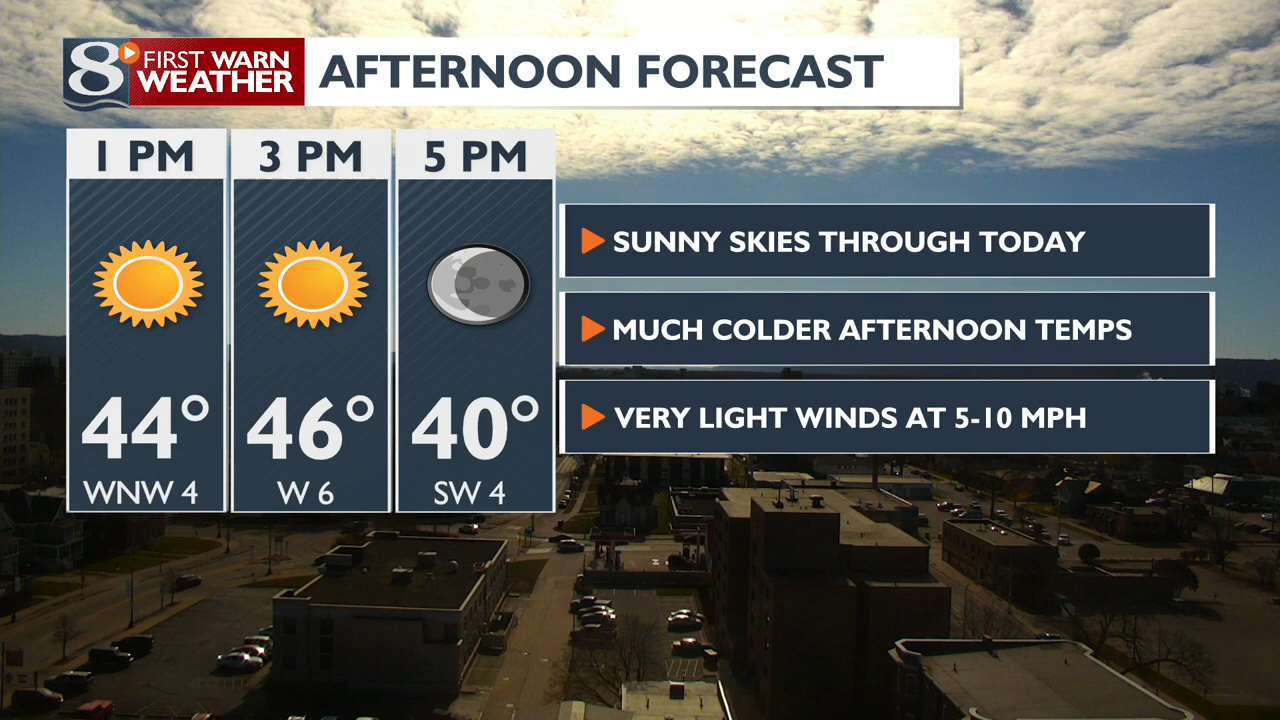 8 FIRST WARN
WEATHER
AFTERNOON FORECAST
1 PM
44°
WNW 4
3 PM
46°
W 6
5 PM
40°
SW 4
SUNNY SKIES THROUGH TODAY
MUCH COLDER AFTERNOON TEMPS
VERY LIGHT WINDS AT 5-10 MPH